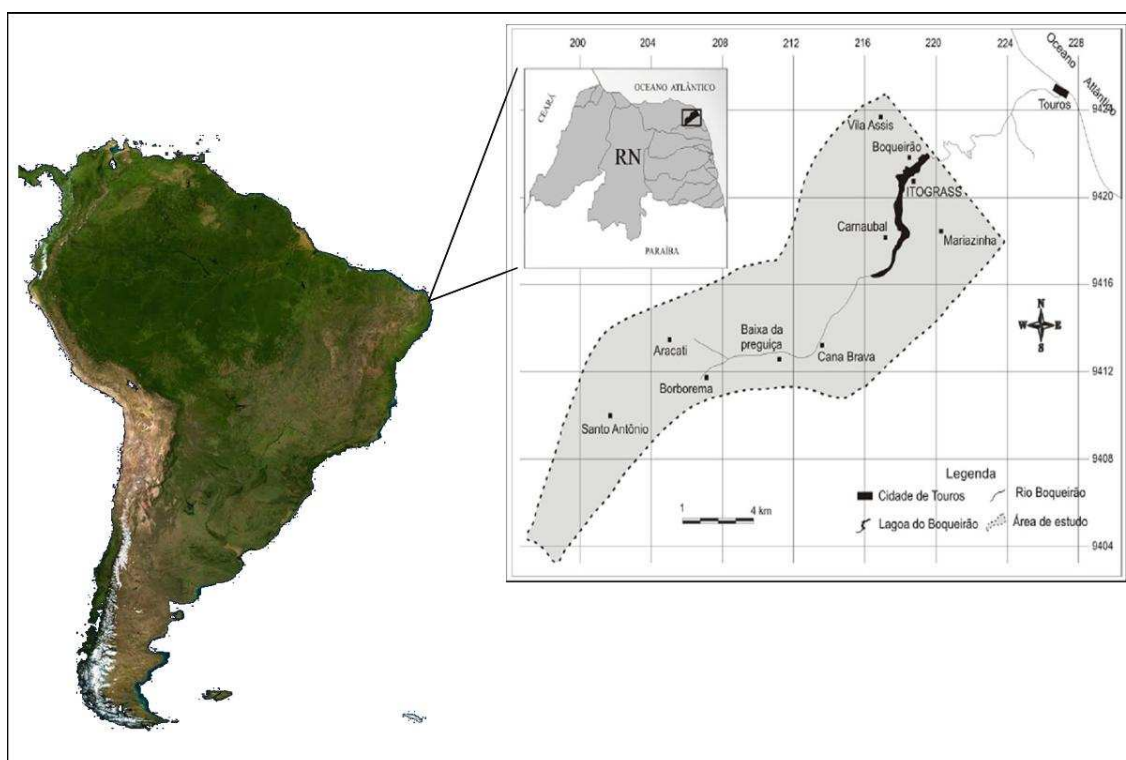 200 204 208 212 216 220 224 228
Oceano Atlântico
Touros
OCEANO ATLÂNTICO
CEARÁ
RN
PARAÍBA
9424
Vila Assis
Boqueirão
ITOGRASS
9420
Carnaubal
Mariazinha
9416
N
W E
S
Baixa da
preguiça
Aracati
Cana Brava
9412
Borborema
Santo Antônio
9408
Legenda
Cidade de Touros
Rio Boqueirão
1 4 km
Lagoa do Boqueirão
Área de estudo
9404